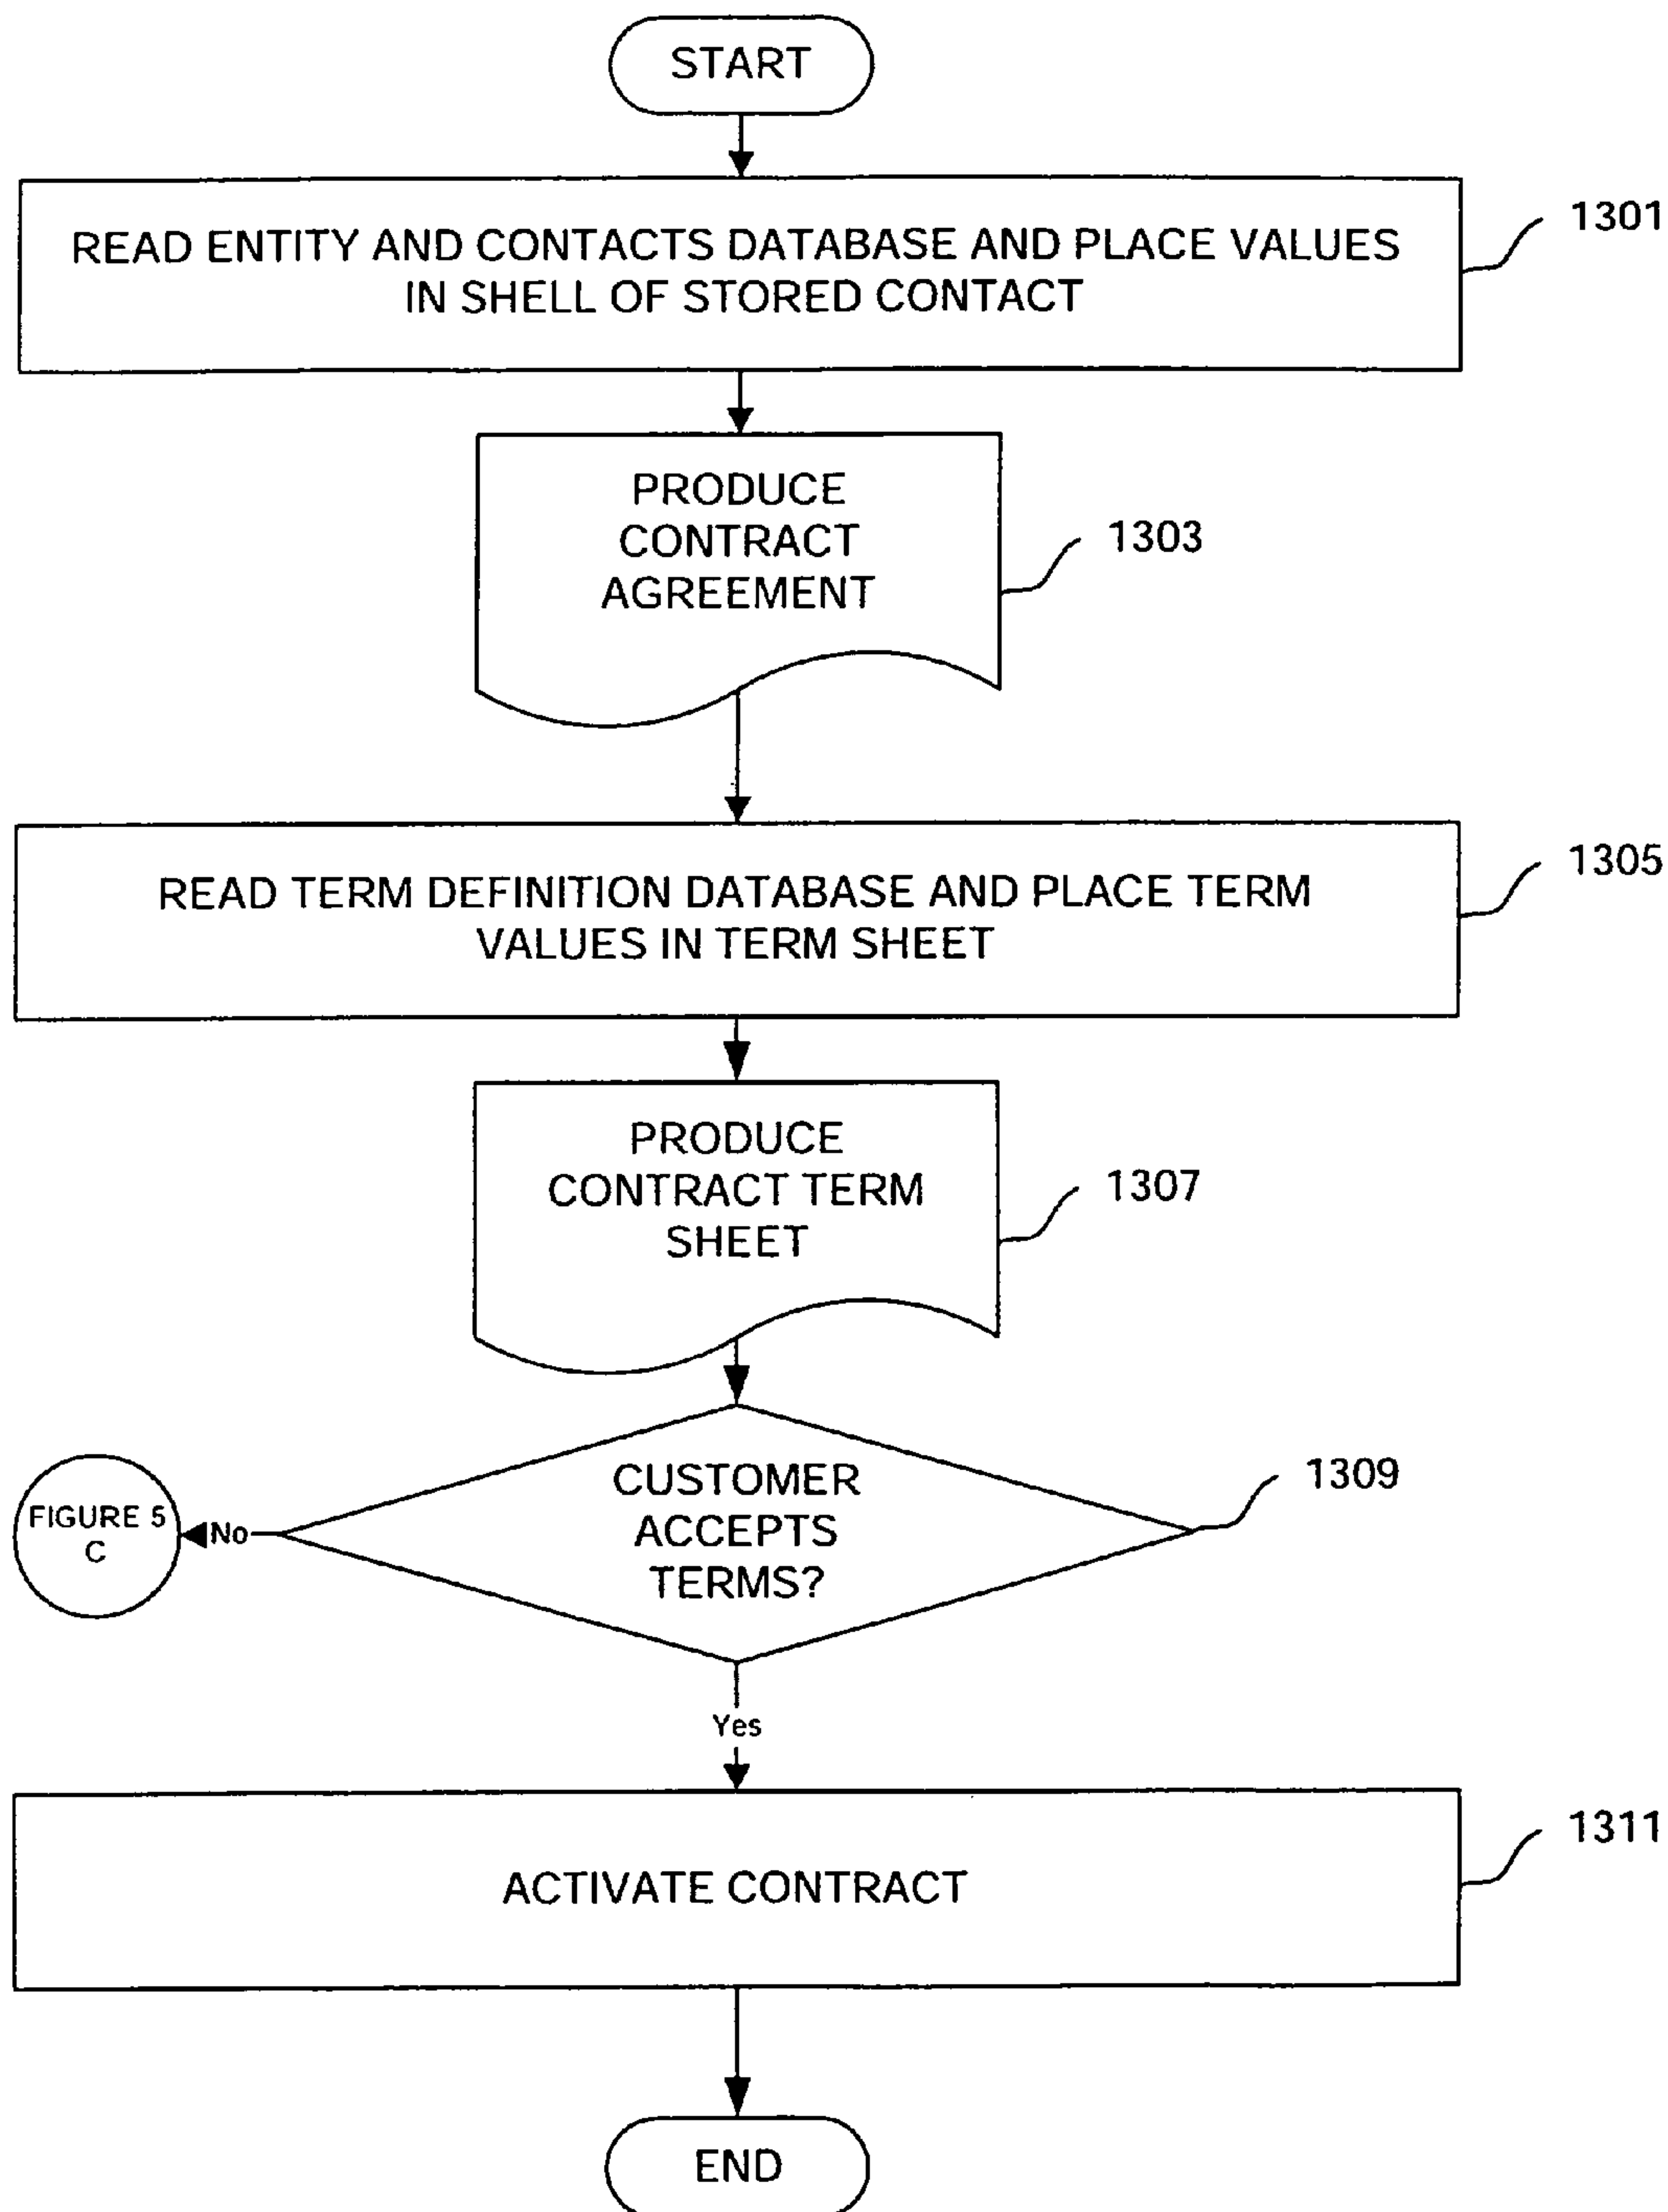 START
READ ENTITY AND CONTACTS DATABASE AND PLACE VALUES
IN SHELL OF STORED CONTACT
1301
PRODUCE
CONTRACT
AGREEMENT
1303
READ TERM DEFINITION DATABASE AND PLACE TERM
VALUES IN TERM SHEET
1305
PRODUCE
CONTRACT TERM
SHEET
1307
CUSTOMER
ACCEPTS
TERMS?
1309
No
FIGURE 5
C
Yes
ACTIVATE CONTRACT
1311
END